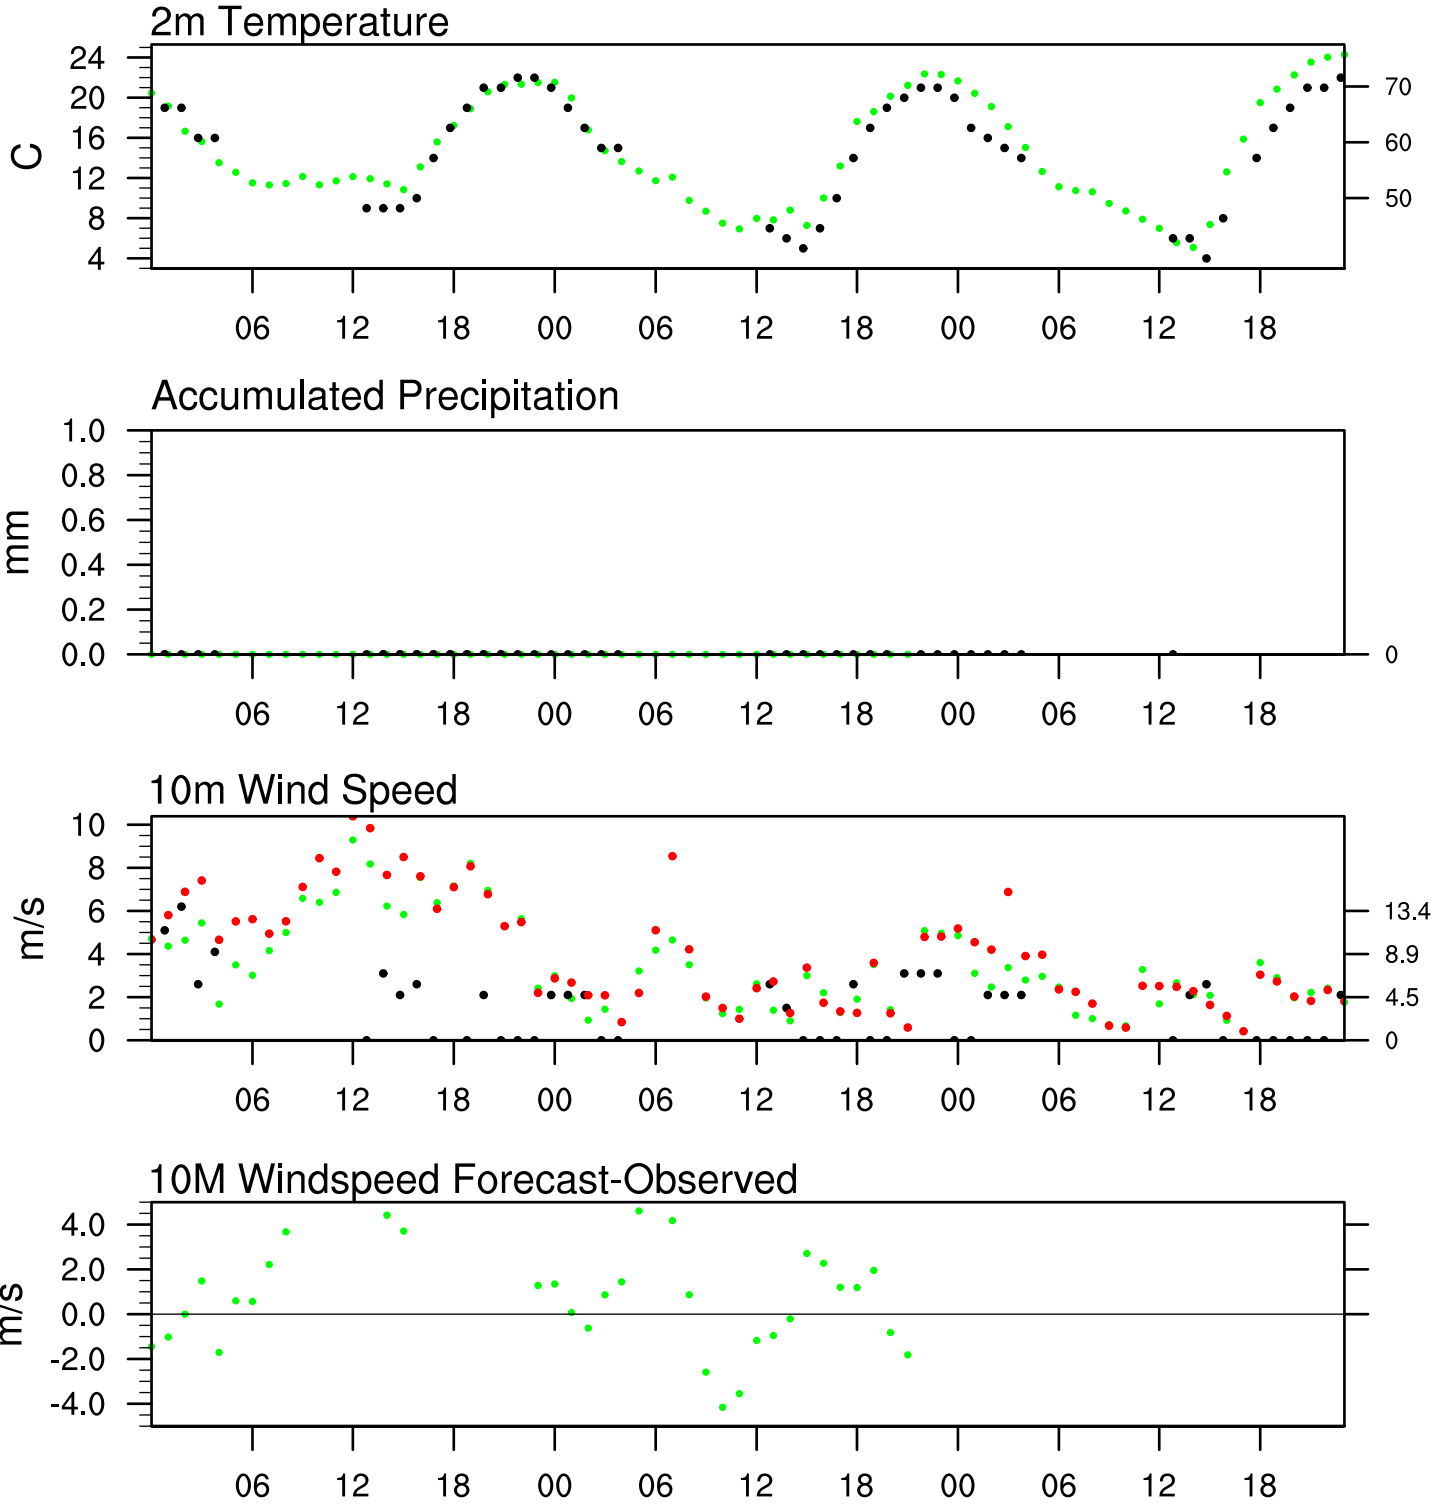 2m Temperature
24
20
16
12
8
4
C
70
60
50
06 12 18 00 06 12 18 00 06 12 18
Accumulated Precipitation
1.0
0.8
0.6
0.4
0.2
0.0
mm
0
06 12 18 00 06 12 18 00 06 12 18
10m Wind Speed
10
8
6
4
2
0
m/s
13.4
8.9
4.5
0
06 12 18 00 06 12 18 00 06 12 18
10M Windspeed Forecast-Observed
4.0
2.0
0.0
-2.0
-4.0
m/s
06 12 18 00 06 12 18 00 06 12 18